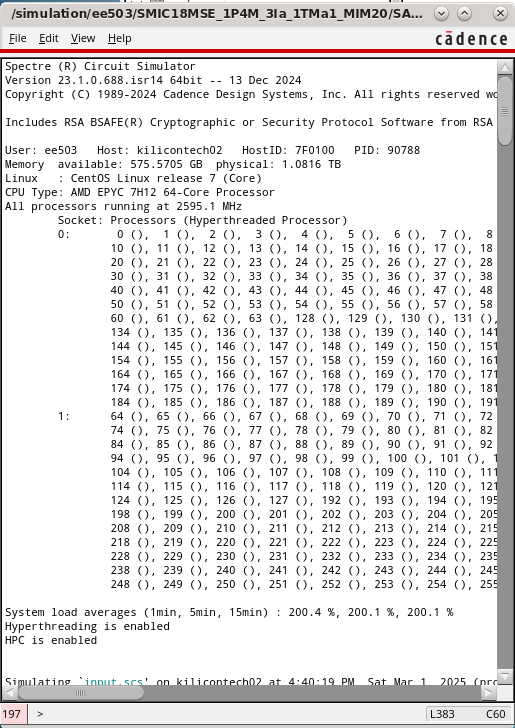 /simulation/ee503/SMIC18MSE_1P4M_3Ia_1TMa1_MIM20/SA...
File Edit View Help
cādence
Spectre (R) Circuit Simulator
Version 23.1.0.688.isr14 64bit -- 13 Dec 2024
Copyright (C) 1989-2024 Cadence Design Systems, Inc. All rights reserved wo
Includes RSA BSAFE(R) Cryptographic or Security Protocol Software from RSA
User: ee503   Host: kilicontech02   HostID: 7F0100   PID: 90788
Memory  available: 575.5705 GB  physical: 1.0816 TB
Linux   : CentOS Linux release 7 (Core)
CPU Type: AMD EPYC 7H12 64-Core Processor
All processors running at 2595.1 MHz
Socket: Processors (Hyperthreaded Processor)
0:       0 (),  1 (),  2 (),  3 (),  4 (),  5 (),  6 (),  7 (),  8
10 (), 11 (), 12 (), 13 (), 14 (), 15 (), 16 (), 17 (), 18
20 (), 21 (), 22 (), 23 (), 24 (), 25 (), 26 (), 27 (), 28
30 (), 31 (), 32 (), 33 (), 34 (), 35 (), 36 (), 37 (), 38
40 (), 41 (), 42 (), 43 (), 44 (), 45 (), 46 (), 47 (), 48
50 (), 51 (), 52 (), 53 (), 54 (), 55 (), 56 (), 57 (), 58
60 (), 61 (), 62 (), 63 (), 128 (), 129 (), 130 (), 131 (),
134 (), 135 (), 136 (), 137 (), 138 (), 139 (), 140 (), 141
144 (), 145 (), 146 (), 147 (), 148 (), 149 (), 150 (), 151
154 (), 155 (), 156 (), 157 (), 158 (), 159 (), 160 (), 161
164 (), 165 (), 166 (), 167 (), 168 (), 169 (), 170 (), 171
174 (), 175 (), 176 (), 177 (), 178 (), 179 (), 180 (), 181
184 (), 185 (), 186 (), 187 (), 188 (), 189 (), 190 (), 191
1:      64 (), 65 (), 66 (), 67 (), 68 (), 69 (), 70 (), 71 (), 72
74 (), 75 (), 76 (), 77 (), 78 (), 79 (), 80 (), 81 (), 82
84 (), 85 (), 86 (), 87 (), 88 (), 89 (), 90 (), 91 (), 92
94 (), 95 (), 96 (), 97 (), 98 (), 99 (), 100 (), 101 (), 1
104 (), 105 (), 106 (), 107 (), 108 (), 109 (), 110 (), 111
114 (), 115 (), 116 (), 117 (), 118 (), 119 (), 120 (), 121
124 (), 125 (), 126 (), 127 (), 192 (), 193 (), 194 (), 195
198 (), 199 (), 200 (), 201 (), 202 (), 203 (), 204 (), 205
208 (), 209 (), 210 (), 211 (), 212 (), 213 (), 214 (), 215
218 (), 219 (), 220 (), 221 (), 222 (), 223 (), 224 (), 225
228 (), 229 (), 230 (), 231 (), 232 (), 233 (), 234 (), 235
238 (), 239 (), 240 (), 241 (), 242 (), 243 (), 244 (), 245
248 (), 249 (), 250 (), 251 (), 252 (), 253 (), 254 (), 255
System load averages (1min, 5min, 15min) : 200.4 %, 200.1 %, 200.1 %
Hyperthreading is enabled
HPC is enabled
Simulating `input.scs' on kilicontech02 at 4:40:19 PM, Sat Mar 1, 2025 (pro
197 >
L383 C60